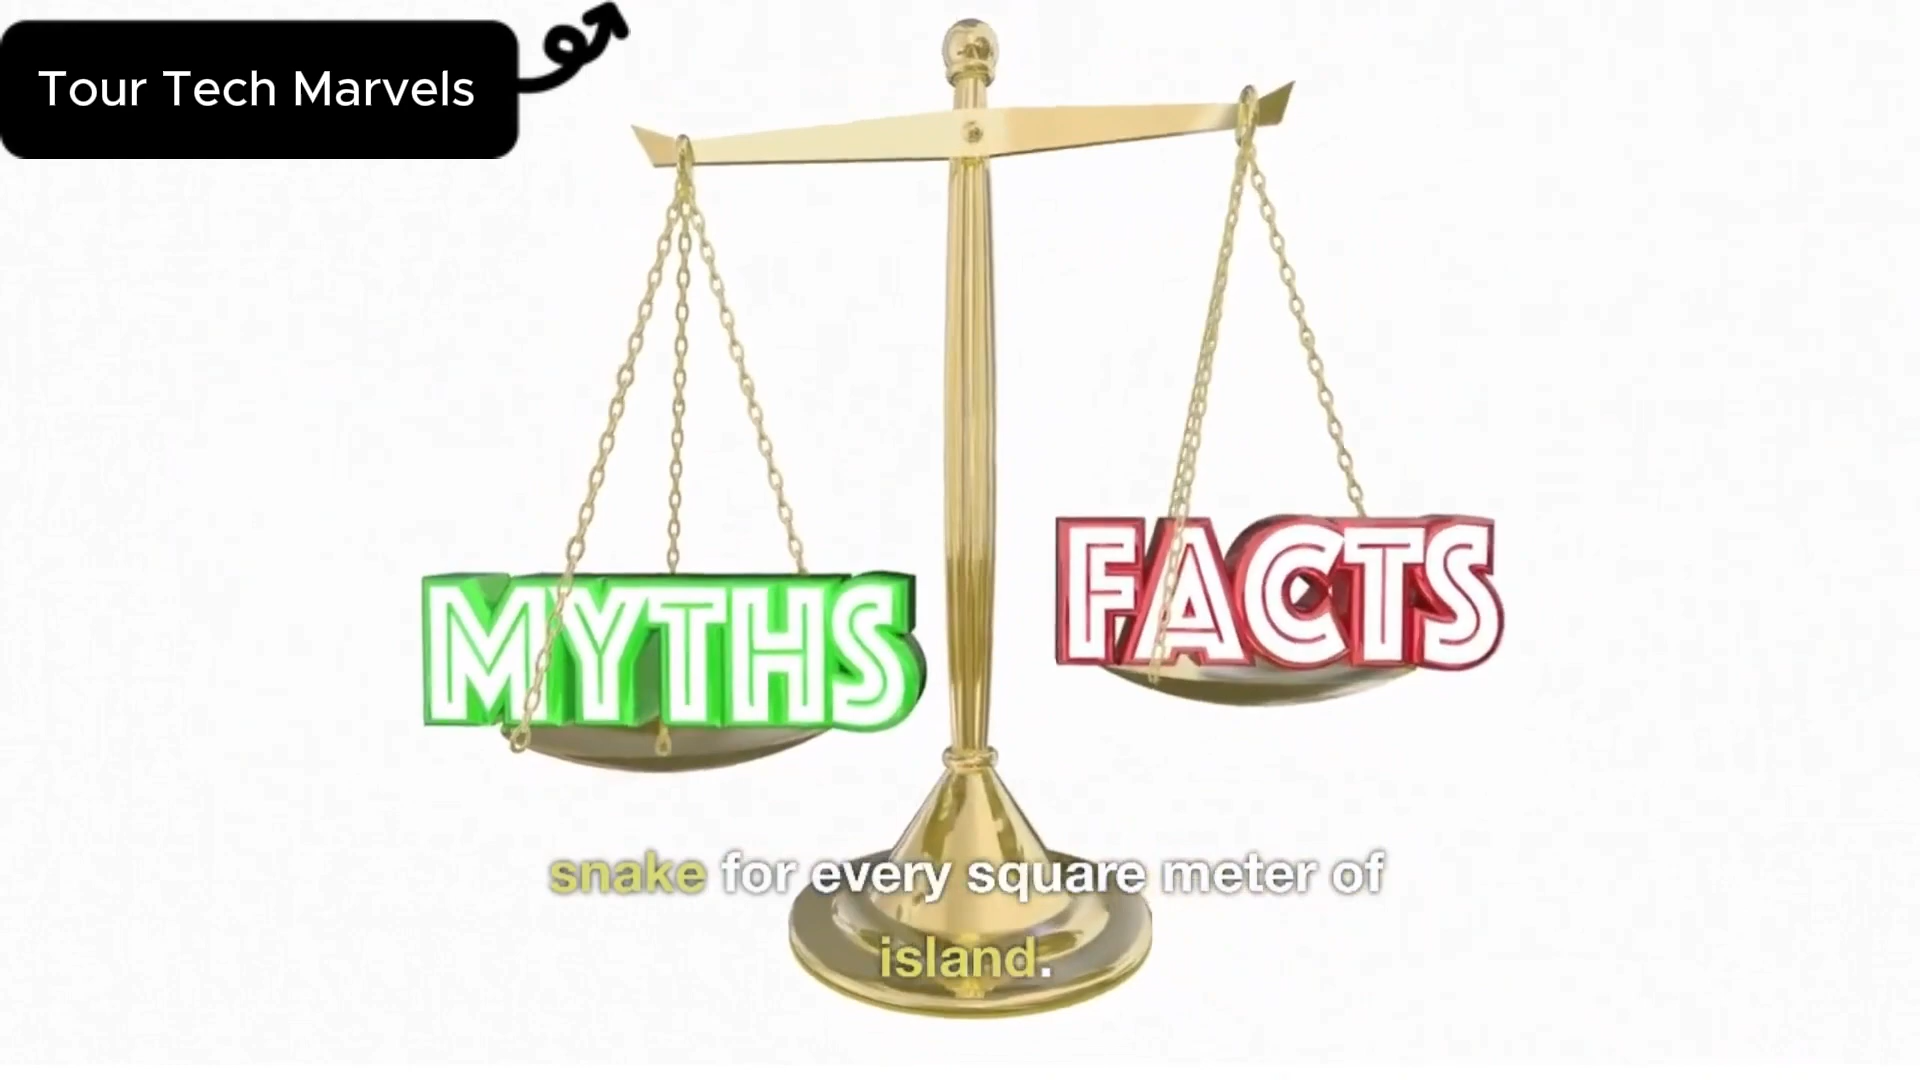 Tour Tech Marvels
MYTHS
FACTS
snake for every square meter of
island.